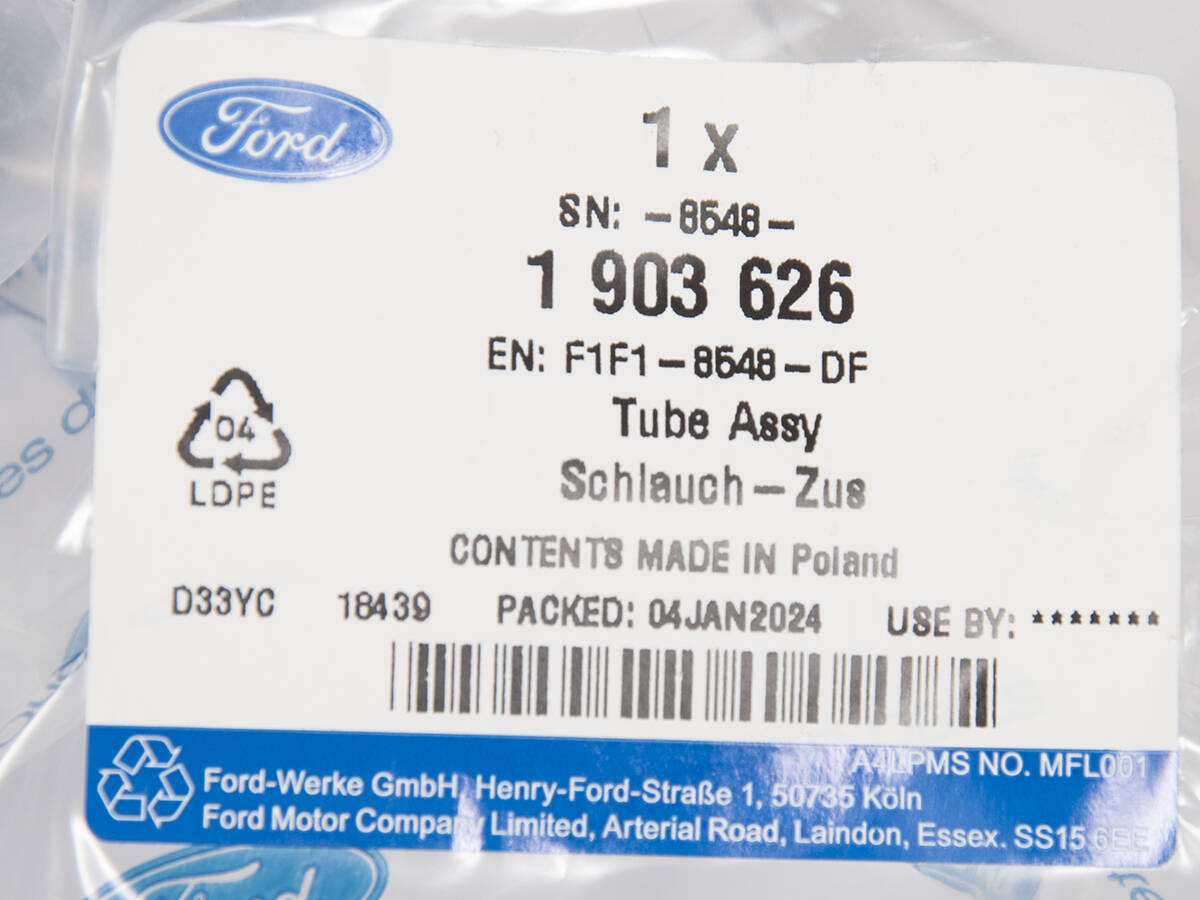 Ford
1 x
SN: -8548-
1 903 626
EN: F1F1-8548-DF
Tube Assy
Schlauch-Zus
04
LDPE
CONTENTS MADE IN Poland
D33YC 18439 PACKED: 04JAN2024 USE BY: *******
A4LPMS NO. MFL001
Ford-Werke GmbH, Henry-Ford-Straße 1, 50735 Köln
Ford Motor Company Limited, Arterial Road, Laindon, Essex. SS15 6EE
Ford